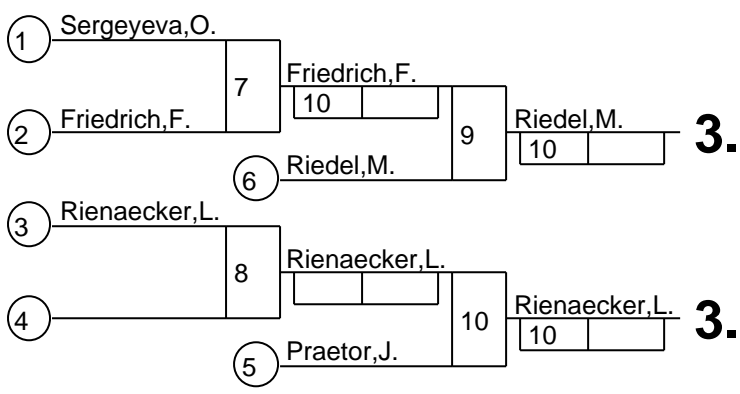 1 Sergeyeva,O.
7
Friedrich,F.
10
2 Friedrich,F.
9
Riedel,M.
10
3.
6 Riedel,M.
3 Rienaecker,L.
8
Rienaecker,L.
4
10
Rienaecker,L.
10
3.
5 Praetor,J.